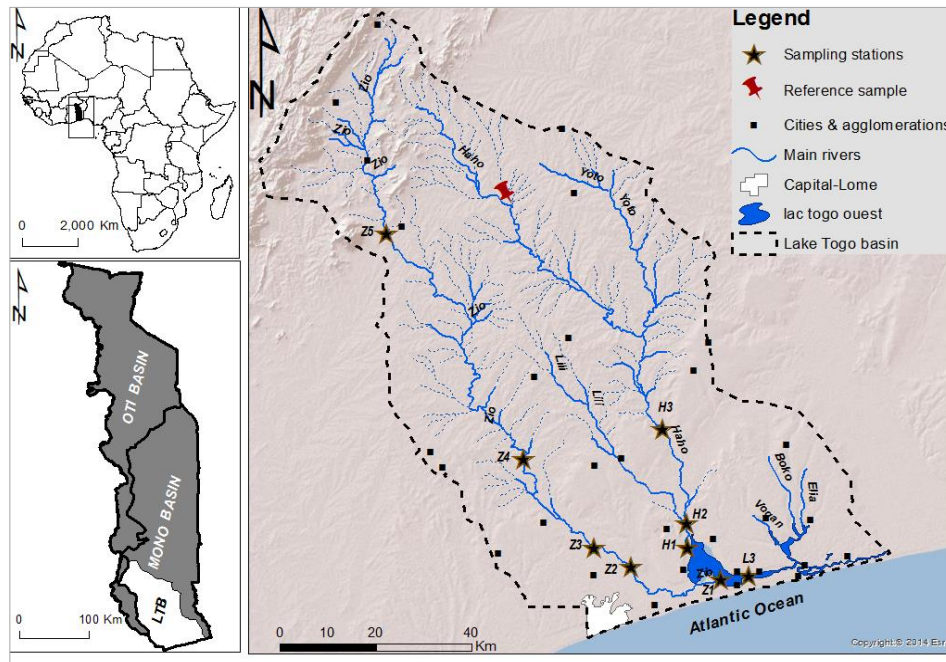 N
0 2,000 Km
N
OTI BASIN
MONO BASIN
LTB
0 100 Km
N
Legend
Sampling stations
Reference sample
Cities & agglomerations
Main rivers
Capital-Lome
lac togo ouest
Lake Togo basin
Zio
Zio
Zio
Haho
Yoto
Yoto
Z5
Zio
Lili
Lili
Zio
H3
Haho
Z4
Boko
Elia
Vogan
H2
H1
Z3
Z2
Zio
Z1
L3
Atlantic Ocean
0 10 20 40
Km